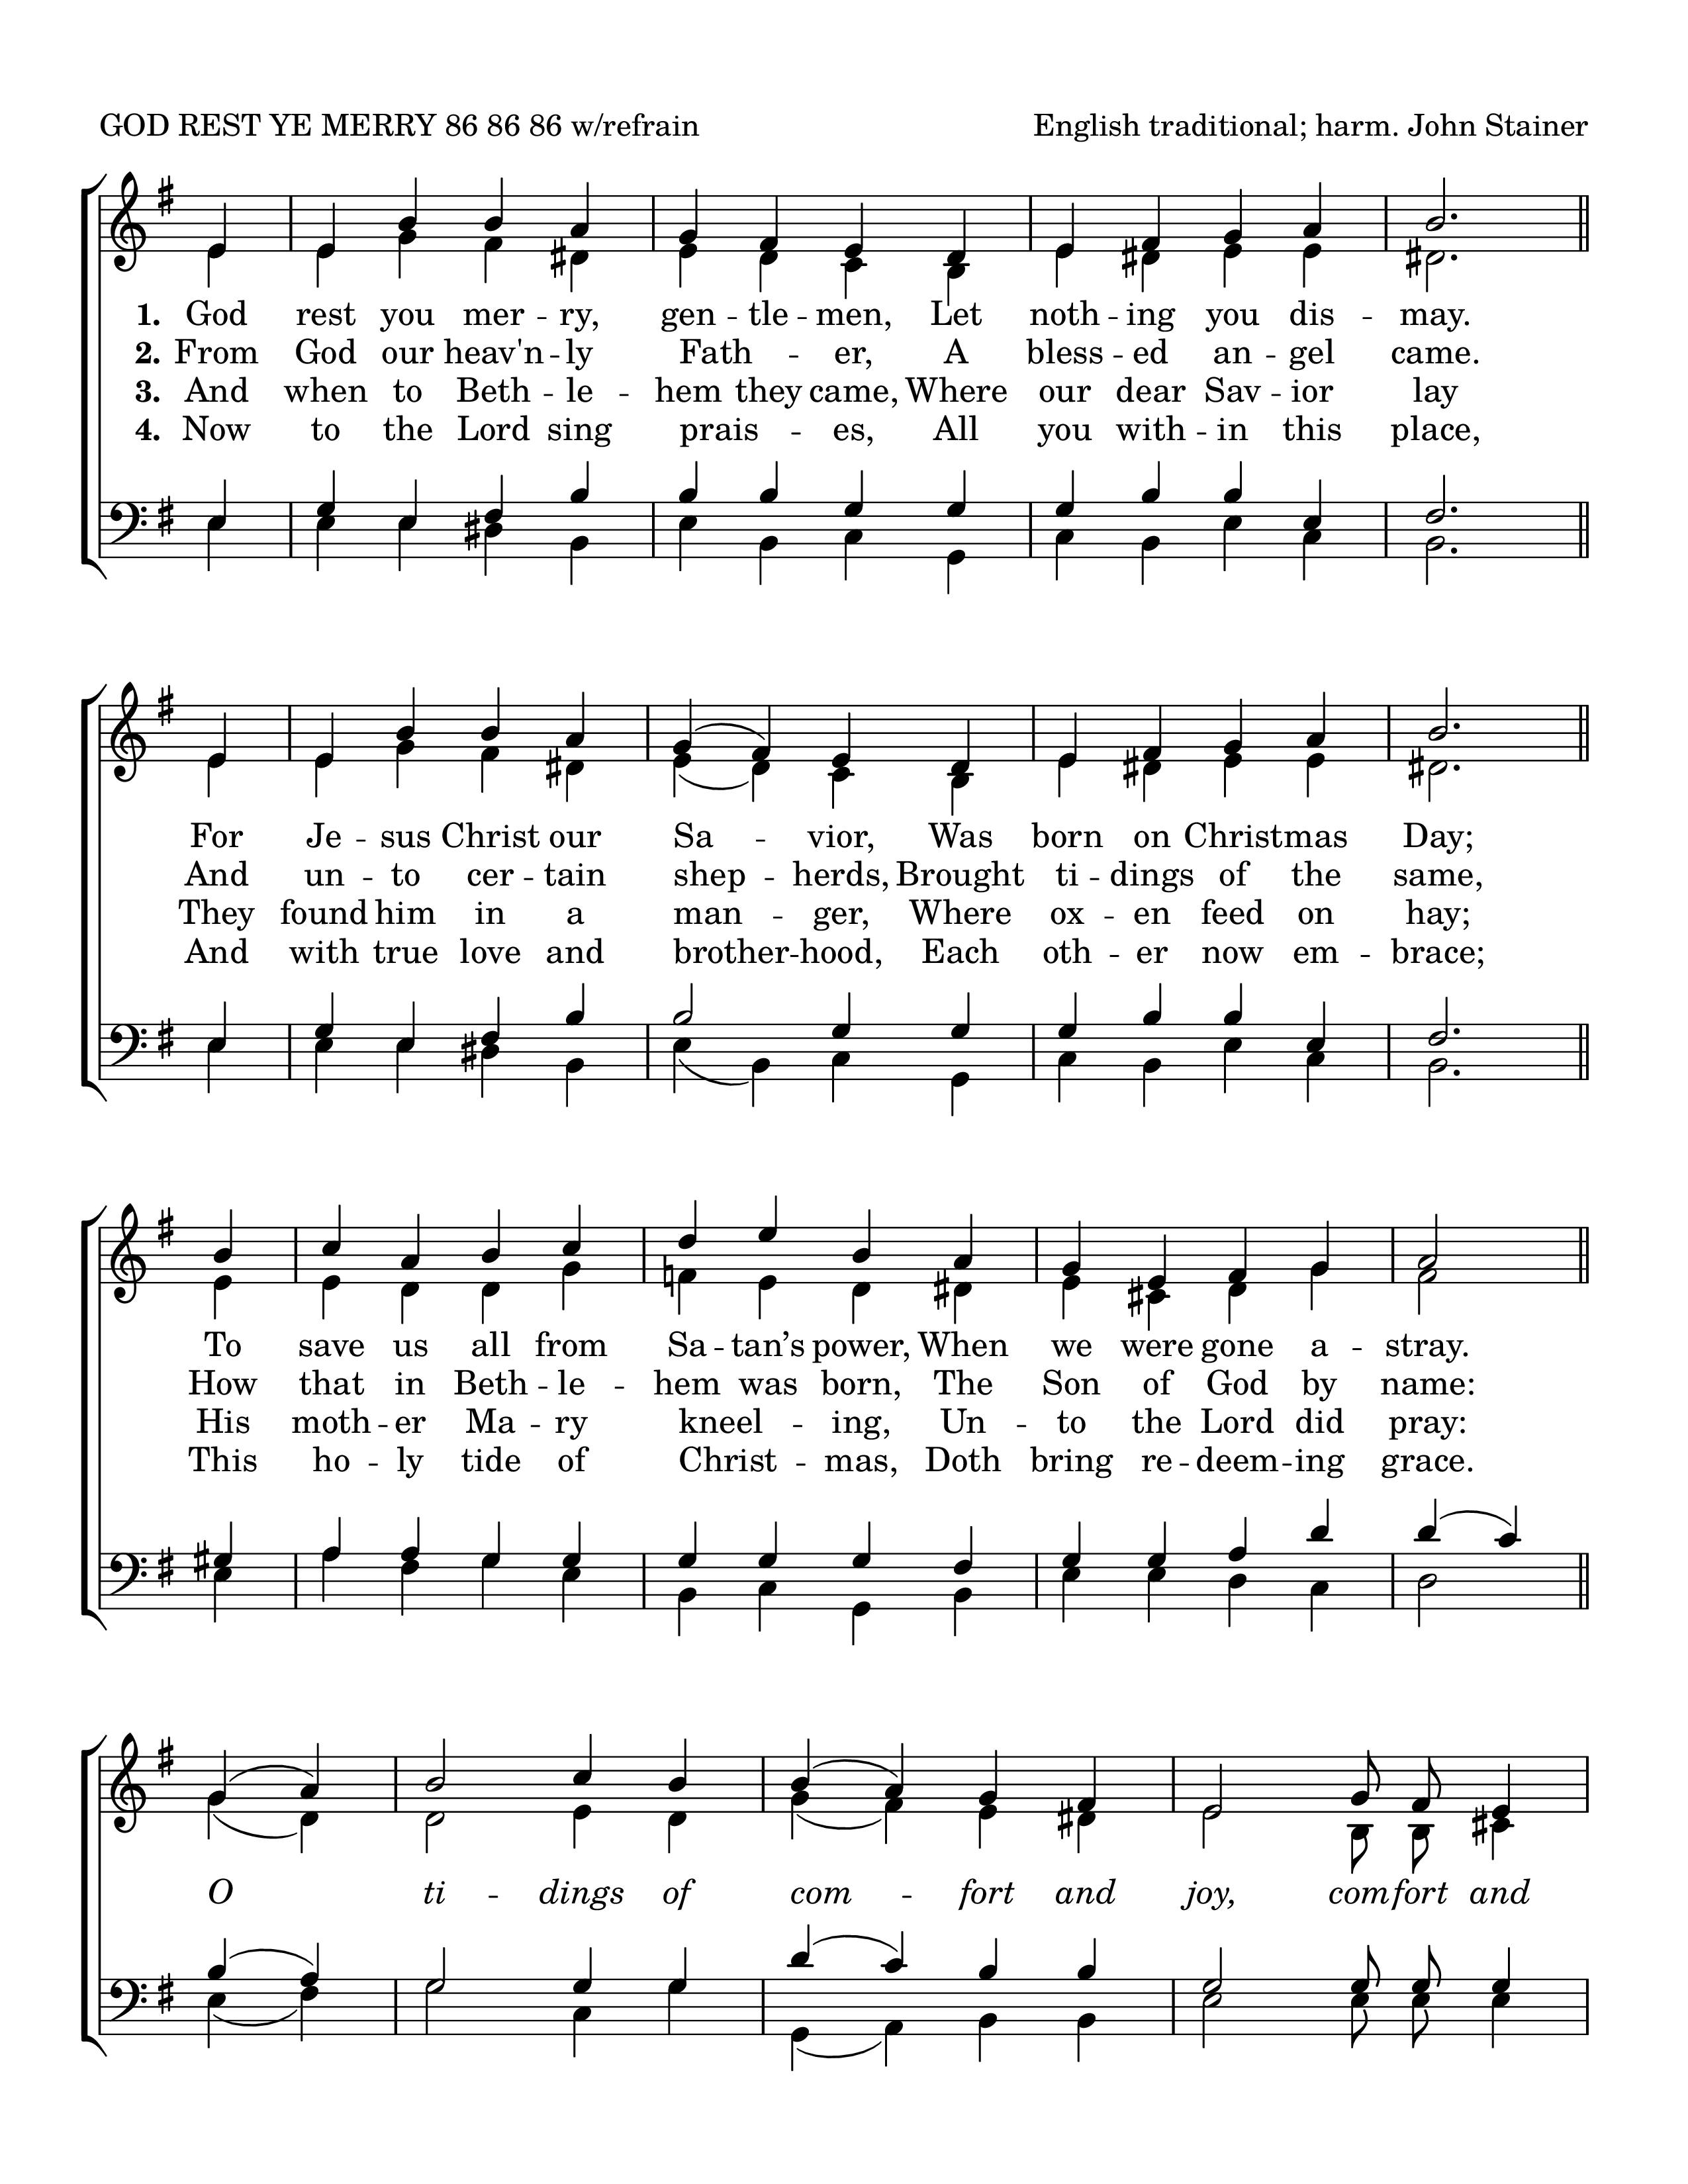 GOD REST YE MERRY 86 86 86 w/refrain
English traditional; harm. John Stainer
1. God rest you mer -- ry, gen -- tle -- men, Let noth -- ing you dis -- may.
2. From God our heav'n -- ly Fath -- er, A bless -- ed an -- gel came.
3. And when to Beth -- le -- hem they came, Where our dear Sav -- ior lay
4. Now to the Lord sing prais -- es, All you with -- in this place,
For Je -- sus Christ our Sa -- vior, Was born on Christmas Day;
And un -- to cer -- tain shep -- herds, Brought ti -- dings of the same,
They found him in a man -- ger, Where ox -- en feed on hay;
And with true love and brother -- hood, Each oth -- er now em -- brace;
To save us all from Sa -- tan’s power, When we were gone a -- stray.
How that in Beth -- le -- hem was born, The Son of God by name:
His moth -- er Ma -- ry kneel -- ing, Un -- to the Lord did pray:
This ho -- ly tide of Christ -- mas, Doth bring re -- deem -- ing grace.
O ti -- dings of com -- fort and joy, comfort and